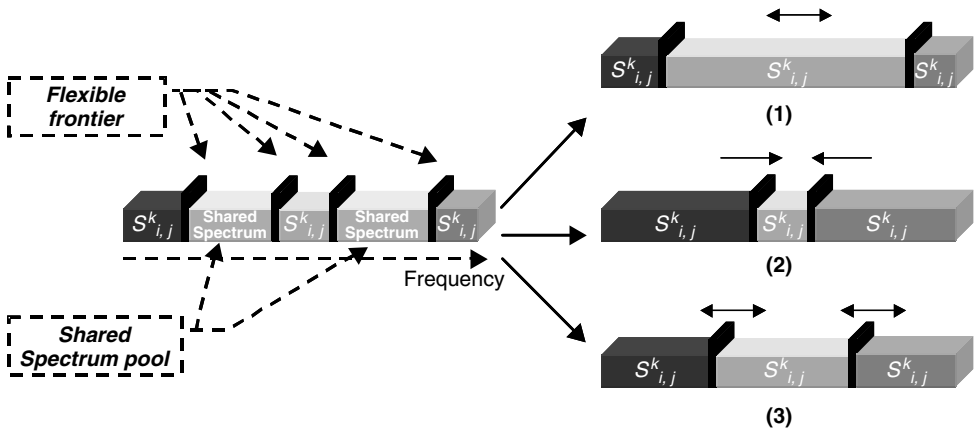 Flexible
frontier
S^k_{i, j}
Shared
Spectrum
S^k_{i, j}
Shared
Spectrum
S^k_{i, j}
Frequency
Shared
Spectrum pool
S^k_{i, j}
S^k_{i, j}
S^k_{i, j}
(1)
S^k_{i, j}
S^k_{i, j}
S^k_{i, j}
(2)
S^k_{i, j}
S^k_{i, j}
S^k_{i, j}
(3)